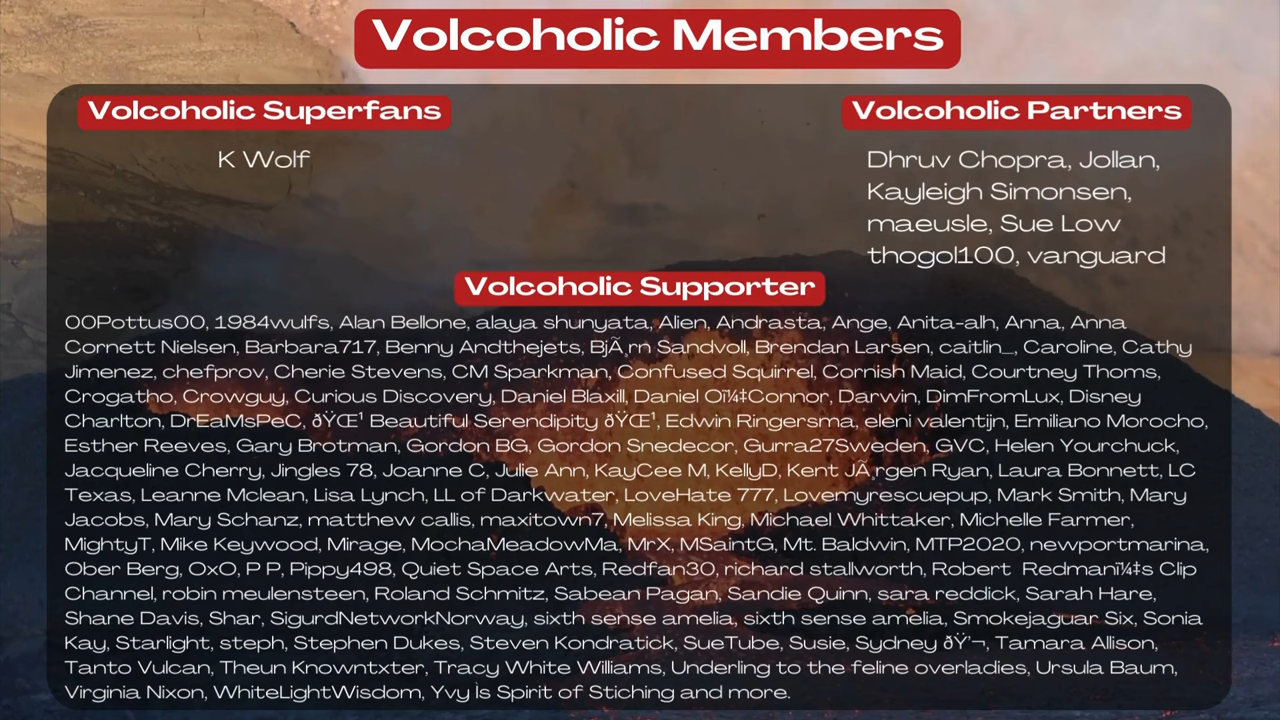 Volcoholic Members
Volcoholic Superfans
K Wolf
Volcoholic Partners
Dhruv Chopra, Jollan,
Kayleigh Simonsen,
maeusle, Sue Low
thogol100, vanguard
Volcoholic Supporter
00Pottus00, 1984wulfs, Alan Bellone, alaya shunyata, Alien, Andrasta, Ange, Anita-alh, Anna, Anna
Cornett Nielsen, Barbara717, Benny Andthejets, BjÃ¸rn Sandvoll, Brendan Larsen, caitlin_, Caroline, Cathy
Jimenez, chefprov, Cherie Stevens, CM Sparkman, Confused Squirrel, Cornish Maid, Courtney Thoms,
Crogatho, Crowguy, Curious Discovery, Daniel Blaxill, Daniel Oï¼‡Connor, Darwin, DimFromLux, Disney
Charlton, DrEaMsPeC, ðŸŒ¹ Beautiful Serendipity ðŸŒ¹, Edwin Ringersma, eleni valentijn, Emiliano Morocho,
Esther Reeves, Gary Brotman, Gordon BG, Gordon Snedecor, Gurra27Sweden, GVC, Helen Yourchuck,
Jacqueline Cherry, Jingles 78, Joanne C, Julie Ann, KayCee M, KellyD, Kent JÃ¸rgen Ryan, Laura Bonnett, LC
Texas, Leanne Mclean, Lisa Lynch, LL of Darkwater, LoveHate 777, Lovemyrescuepup, Mark Smith, Mary
Jacobs, Mary Schanz, matthew callis, maxitown7, Melissa King, Michael Whittaker, Michelle Farmer,
MightyT, Mike Keywood, Mirage, MochaMeadowMa, MrX, MSaintG, Mt. Baldwin, MTP2020, newportmarina,
Ober Berg, OxO, P P, Pippy498, Quiet Space Arts, Redfan30, richard stallworth, Robert Redmanï¼‡s Clip
Channel, robin meulensteen, Roland Schmitz, Sabean Pagan, Sandie Quinn, sara reddick, Sarah Hare,
Shane Davis, Shar, SigurdNetworkNorway, sixth sense amelia, sixth sense amelia, Smokejaguar Six, Sonia
Kay, Starlight, steph, Stephen Dukes, Steven Kondratick, SueTube, Susie, Sydney ðŸ’¬, Tamara Allison,
Tanto Vulcan, Theun Knowntxter, Tracy White Williams, Underling to the feline overladies, Ursula Baum,
Virginia Nixon, WhiteLightWisdom, Yvy İs Spirit of Stiching and more.